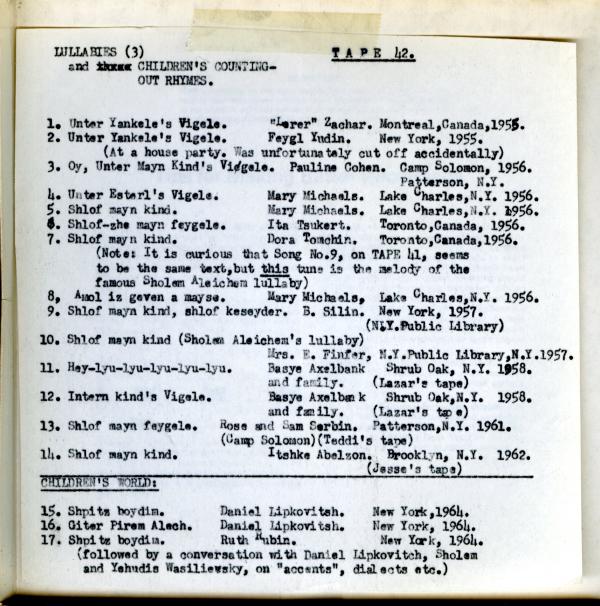 LULLABIES (3) TAPE 42.
and CHILDREN'S COUNTING-
OUT RHYMES.
1. Unter Yankele's Vigele. "Lerer" Zachar. Montreal,Canada,1955.
2. Unter Yankele's Vigele. Feygl Yudin. New York, 1955.
(At a house party. Was unfortunately cut off accidentally)
3. Oy, Unter Mayn Kind's Viøgele. Pauline Cohen. Camp Solomon, 1956.
Patterson, N.Y.
4. Unter Esterl's Vigele. Mary Michaels. Lake Charles,N.Y. 1956.
5. Shlof mayn kind. Mary Michaels. Lake Charles,N.Y. 1956.
6. Shlof-zhe mayn feygele. Ita Tsukert. Toronto,Canada, 1956.
7. Shlof mayn kind. Dora Tomchin. Toronto,Canada,1956.
(Note: It is curious that Song No.9, on TAPE 41, seems
to be the same text,but this tune is the melody of the
famous Sholem Aleichem lullaby)
8, Amol iz geven a mayse. Mary Michaels, Lake Charles,N.Y. 1956.
9. Shlof mayn kind, shlof keseyder. B. Silin. New York, 1957.
(N.Y.Public Library)
10. Shlof mayn kind (Sholem Aleichem's lullaby)
Mrs. E. Finfer, N.Y.Public Library,N.Y.1957.
11. Hey-lyu-lyu-lyu-lyu-lyu. Basye Axelbank Shrub Oak, N.Y. 1958.
and family. (Lazar's tape)
12. Intern kind's Vigele. Basye Axelbank Shrub Oak,N.Y. 1958.
and family. (Lazar's tape)
13. Shlof mayn feygele. Rose and Sam Serbin. Patterson,N.Y. 1961.
(Camp Solomon)(Teddi's tape)
14. Shlof mayn kind. Itshke Abelzon. Brooklyn, N.Y. 1962.
(Jesse's tape)
CHILDREN'S WORLD:
15. Shpitz boydim. Daniel Lipkovitsh. New York,1964.
16. Giter Pirem Alech. Daniel Lipkovitsh. New York, 1964.
17. Shpitz boydim. Ruth Rubin. New York, 1964.
(followed by a conversation with Daniel Lipkovitch, Sholem
and Yehudis Wasilievsky, on "accents", dialects etc.)